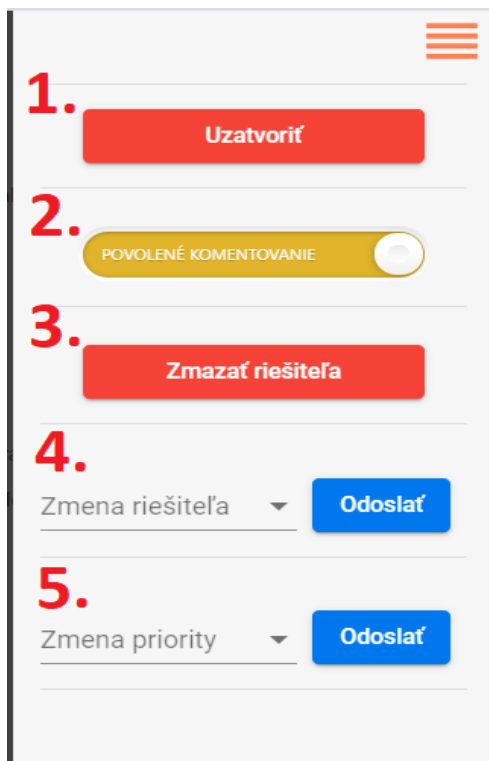 1.
Uzatvoriť
2.
POVOLENÉ KOMENTOVANIE
3.
Zmazať riešiteľa
4.
Zmena riešiteľa Odoslať
5.
Zmena priority Odoslať